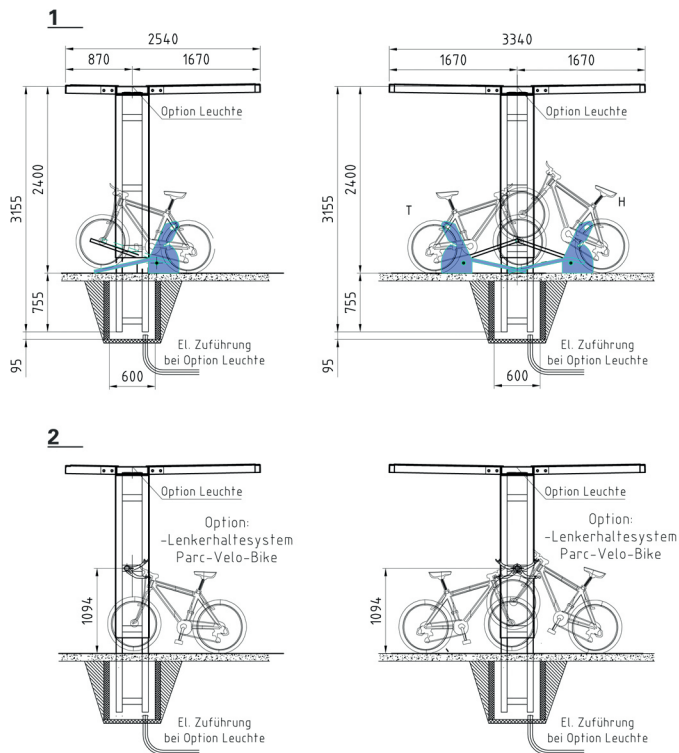 1
2540
870 1670
Option Leuchte
3155
2400
755
95
600
El. Zuführung
bei Option Leuchte
3340
1670 1670
Option Leuchte
3155
2400
T
H
755
95
600
El. Zuführung
bei Option Leuchte
2
Option Leuchte
Option:
-Lenkerhaltesystem
Parc-Velo-Bike
1094
El. Zuführung
bei Option Leuchte
Option Leuchte
Option:
-Lenkerhaltesystem
Parc-Velo-Bike
1094
El. Zuführung
bei Option Leuchte